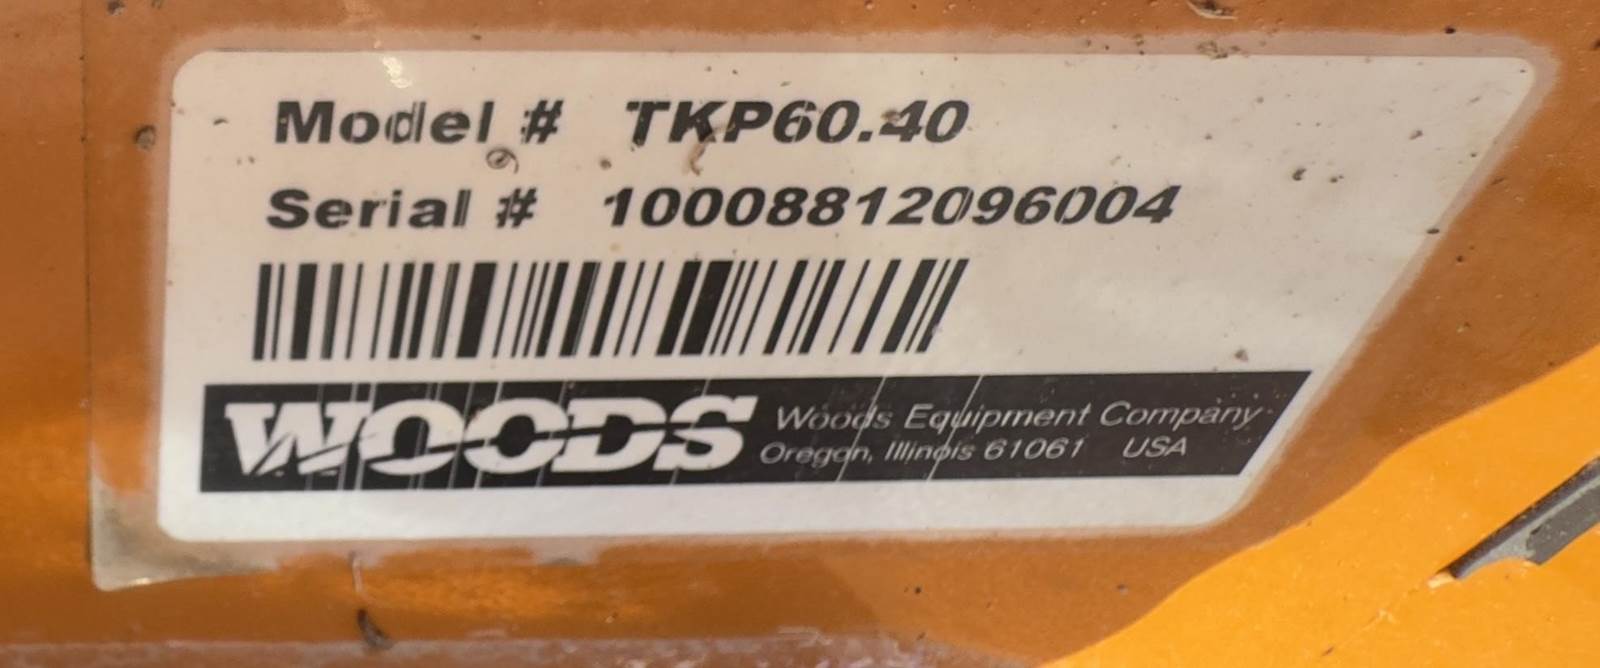 Model # TKP60.40
Serial # 10008812096004
WOODS
Woods Equipment Company
Oregon, Illinois 61061 USA